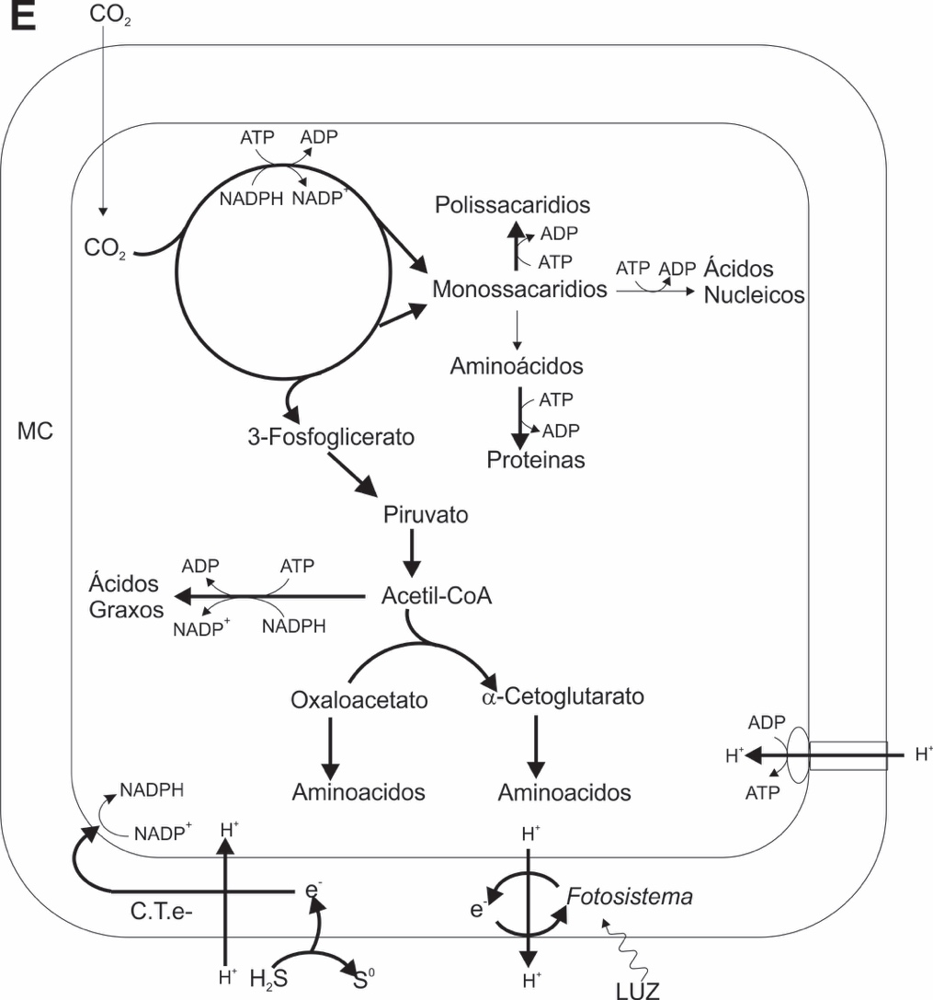 E
CO₂
ATP ADP
NADPH NADP⁺
CO₂
Polissacaridios
ADP
ATP
Monossacaridios
ATP ADP
Ácidos
Nucleicos
Aminoácidos
ATP
ADP
Proteinas
MC
3-Fosfoglicerato
Piruvato
Acetil-CoA
ADP ATP
NADP⁺ NADPH
Ácidos
Graxos
Oxaloacetato
α-Cetoglutarato
Aminoacidos
Aminoacidos
ADP
H⁺
H⁺
ATP
NADPH
NADP⁺
H⁺
H⁺
C.T.e-
e⁻
e⁻
Fotosistema
H⁺
H₂S
S⁰
H⁺
LUZ